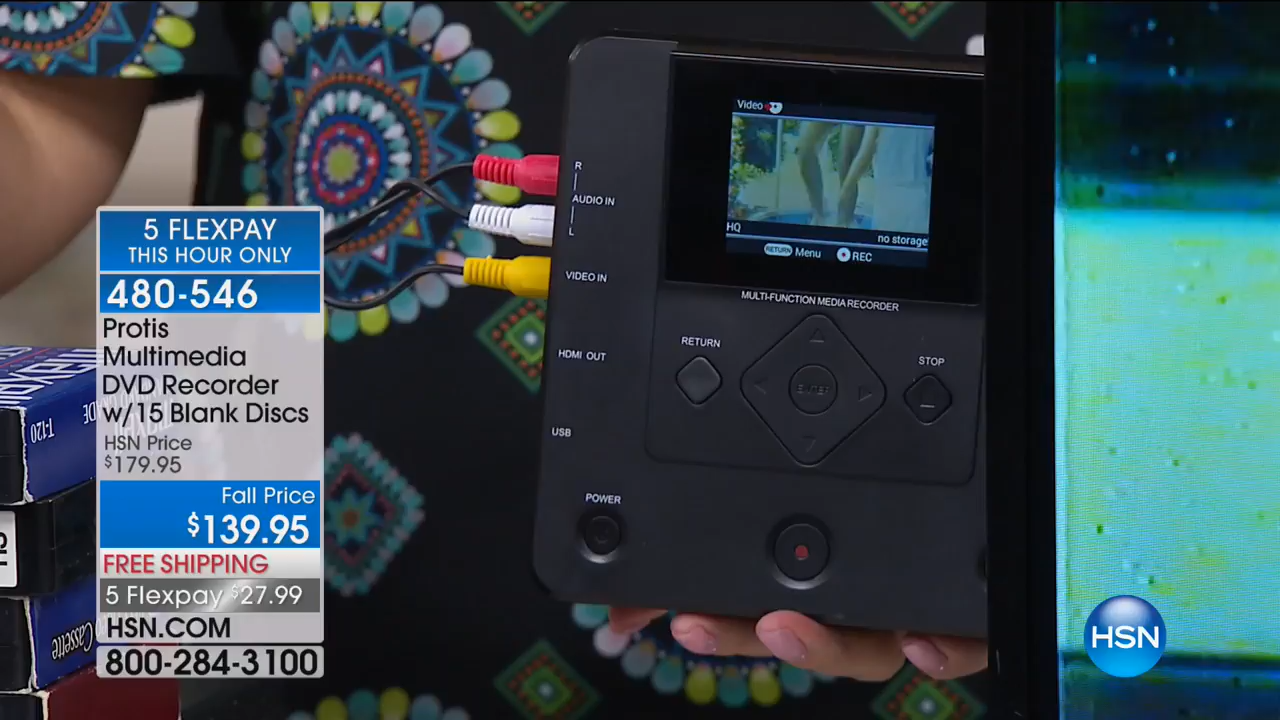 5 FLEXPAY
THIS HOUR ONLY
480-546
Protis
Multimedia
DVD Recorder
w/15 Blank Discs
HSN Price
$179.95
Fall Price
$139.95
FREE SHIPPING
5 Flexpay $27.99
HSN.COM
800-284-3100
T-120
Cassette
R
AUDIO IN
L
VIDEO IN
HDMI OUT
USB
POWER
Video
HQ
no storage
RETURN Menu
REC
MULTI-FUNCTION MEDIA RECORDER
RETURN
STOP
ENTER
HSN